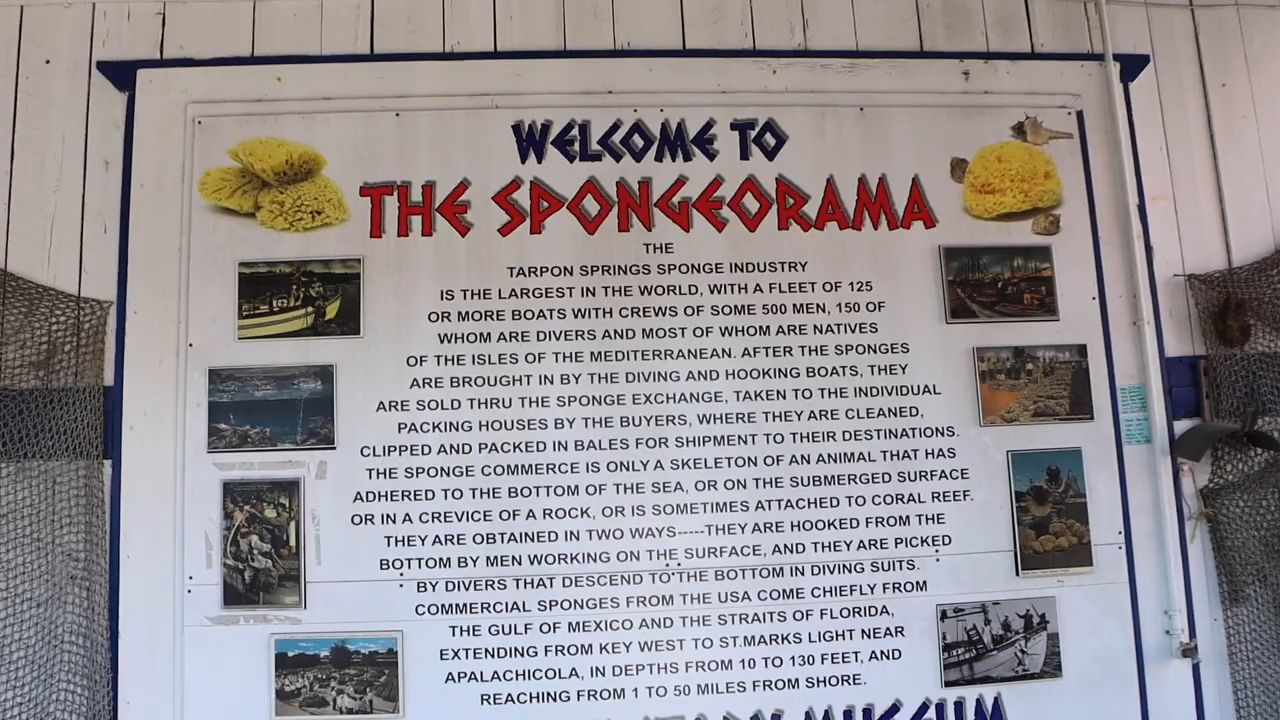 WELCOME TO
THE SPONGEORAMA
THE
TARPON SPRINGS SPONGE INDUSTRY
IS THE LARGEST IN THE WORLD, WITH A FLEET OF 125
OR MORE BOATS WITH CREWS OF SOME 500 MEN, 150 OF
WHOM ARE DIVERS AND MOST OF WHOM ARE NATIVES
OF THE ISLES OF THE MEDITERRANEAN. AFTER THE SPONGES
ARE BROUGHT IN BY THE DIVING AND HOOKING BOATS, THEY
ARE SOLD THRU THE SPONGE EXCHANGE, TAKEN TO THE INDIVIDUAL
PACKING HOUSES BY THE BUYERS, WHERE THEY ARE CLEANED,
CLIPPED AND PACKED IN BALES FOR SHIPMENT TO THEIR DESTINATIONS.
THE SPONGE COMMERCE IS ONLY A SKELETON OF AN ANIMAL THAT HAS
ADHERED TO THE BOTTOM OF THE SEA, OR ON THE SUBMERGED SURFACE
OR IN A CREVICE OF A ROCK, OR IS SOMETIMES ATTACHED TO CORAL REEF.
THEY ARE OBTAINED IN TWO WAYS-----THEY ARE HOOKED FROM THE
BOTTOM BY MEN WORKING ON THE SURFACE, AND THEY ARE PICKED
BY DIVERS THAT DESCEND TO THE BOTTOM IN DIVING SUITS.
COMMERCIAL SPONGES FROM THE USA COME CHIEFLY FROM
THE GULF OF MEXICO AND THE STRAITS OF FLORIDA,
EXTENDING FROM KEY WEST TO ST.MARKS LIGHT NEAR
APALACHICOLA, IN DEPTHS FROM 10 TO 130 FEET, AND
REACHING FROM 1 TO 50 MILES FROM SHORE.
MUSEUM